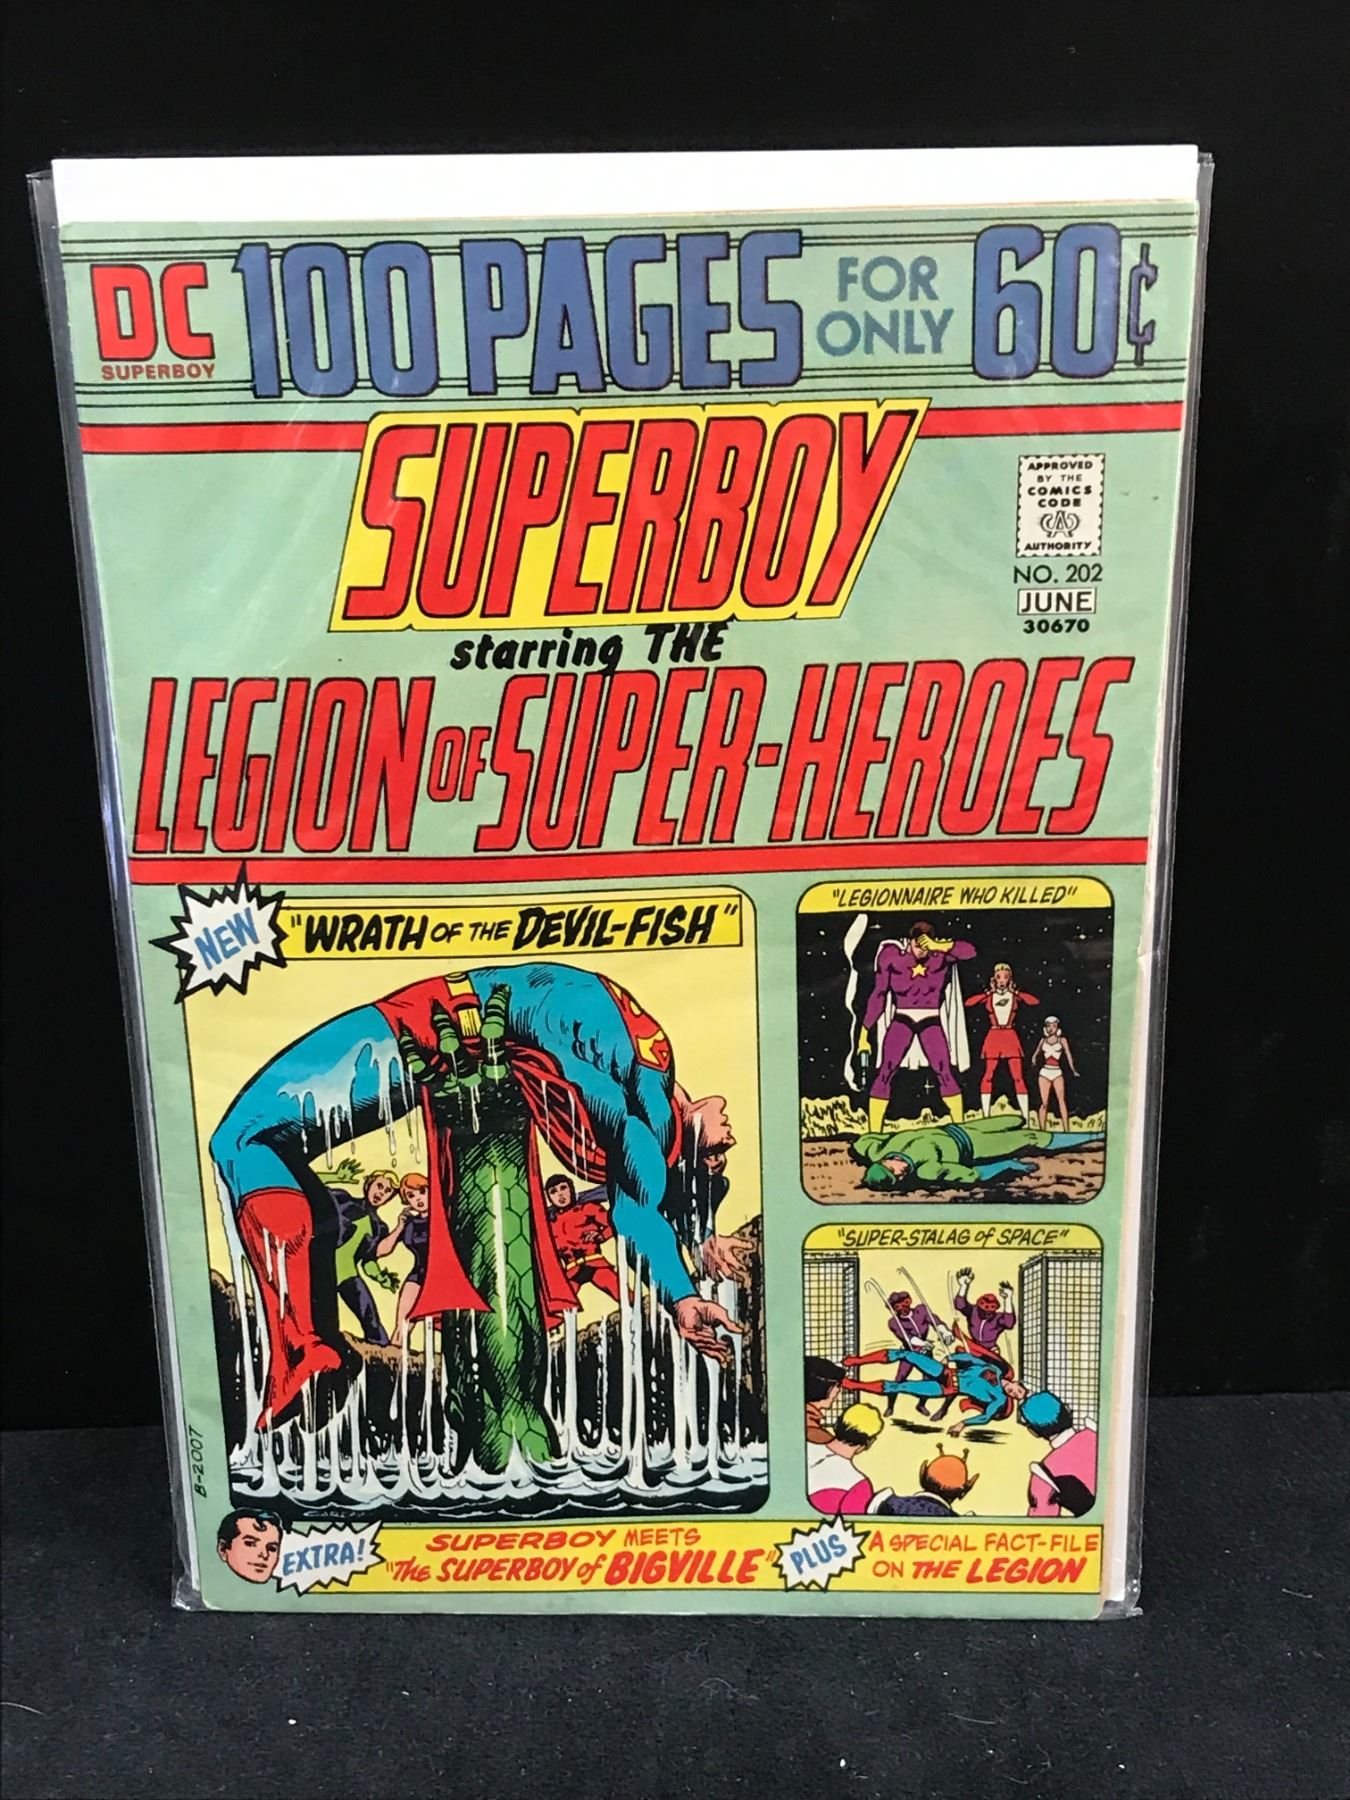 DC
SUPERBOY
100 PAGES
FOR
ONLY
60¢
SUPERBOY
APPROVED
BY THE
COMICS
CODE
AUTHORITY
NO. 202
JUNE
30670
starring THE
LEGION OF SUPER-HEROES
NEW
"WRATH OF THE DEVIL-FISH"
"LEGIONNAIRE WHO KILLED"
"SUPER-STALAG of SPACE"
B-2007
EXTRA!
SUPERBOY MEETS
"The SUPERBOY of BIGVILLE"
PLUS
A SPECIAL FACT-FILE
ON THE LEGION